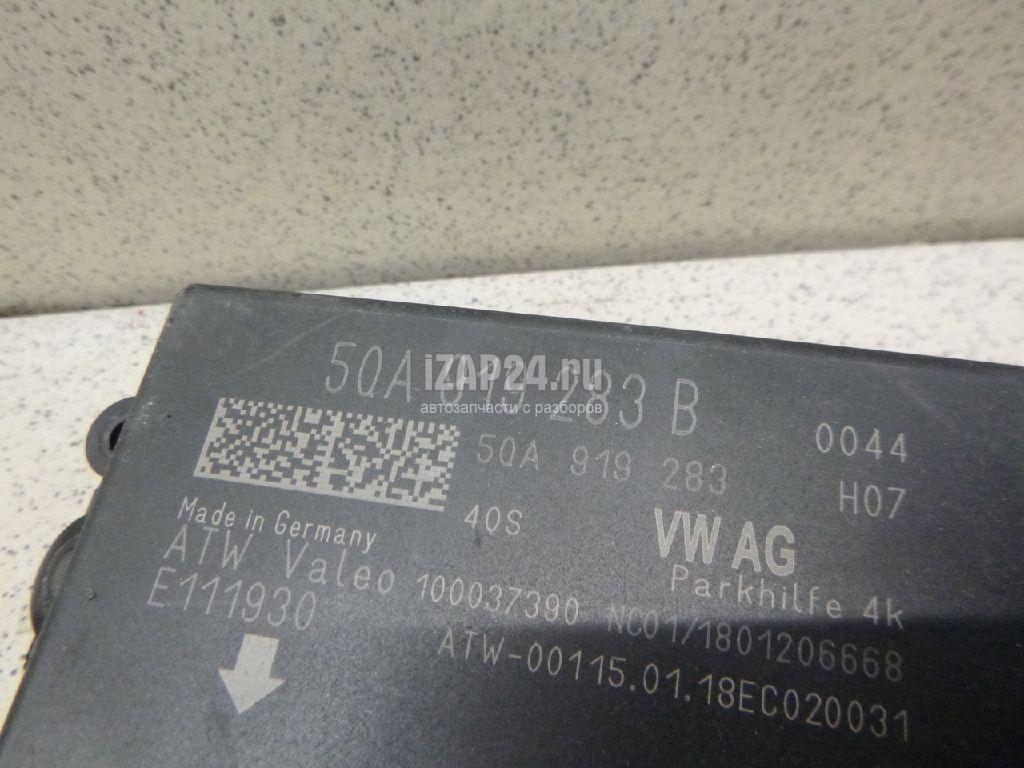 5QA 919 283 B
iZAP24.ru
автозапчасти с разборов
5QA 919 283
0044
H07
4QS
Made in Germany
VW AG
Parkhilfe 4k
ATW Valeo
100037390
NC01/1801206668
E111930
ATW-00115.01.18EC020031